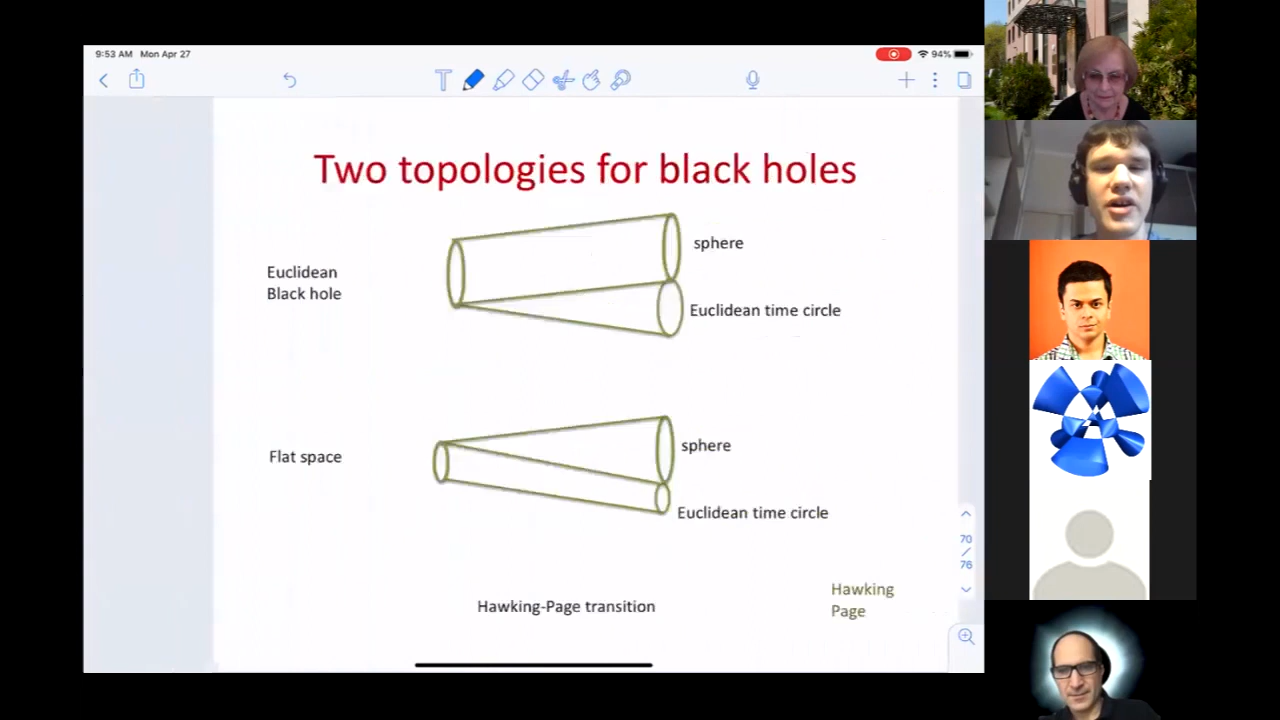 9:53 AM Mon Apr 27
94%
T
Two topologies for black holes
sphere
Euclidean
Black hole
Euclidean time circle
sphere
Flat space
Euclidean time circle
70
/
76
Hawking
Page
Hawking-Page transition